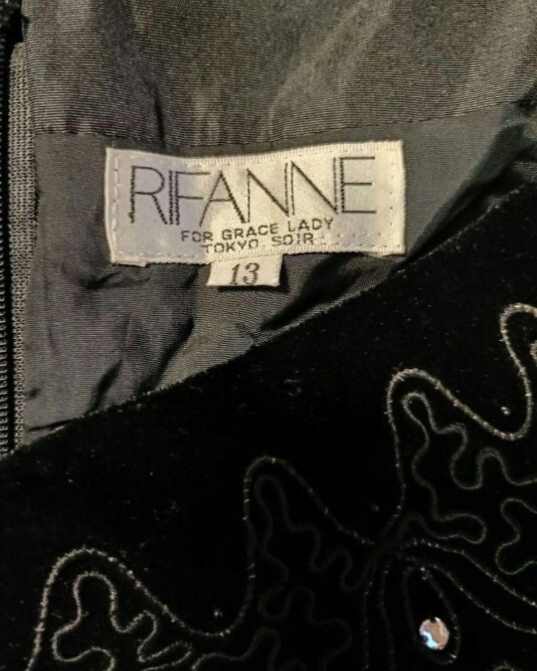 RIFANNE
FOR GRACE LADY
TOKYO SOIR
13